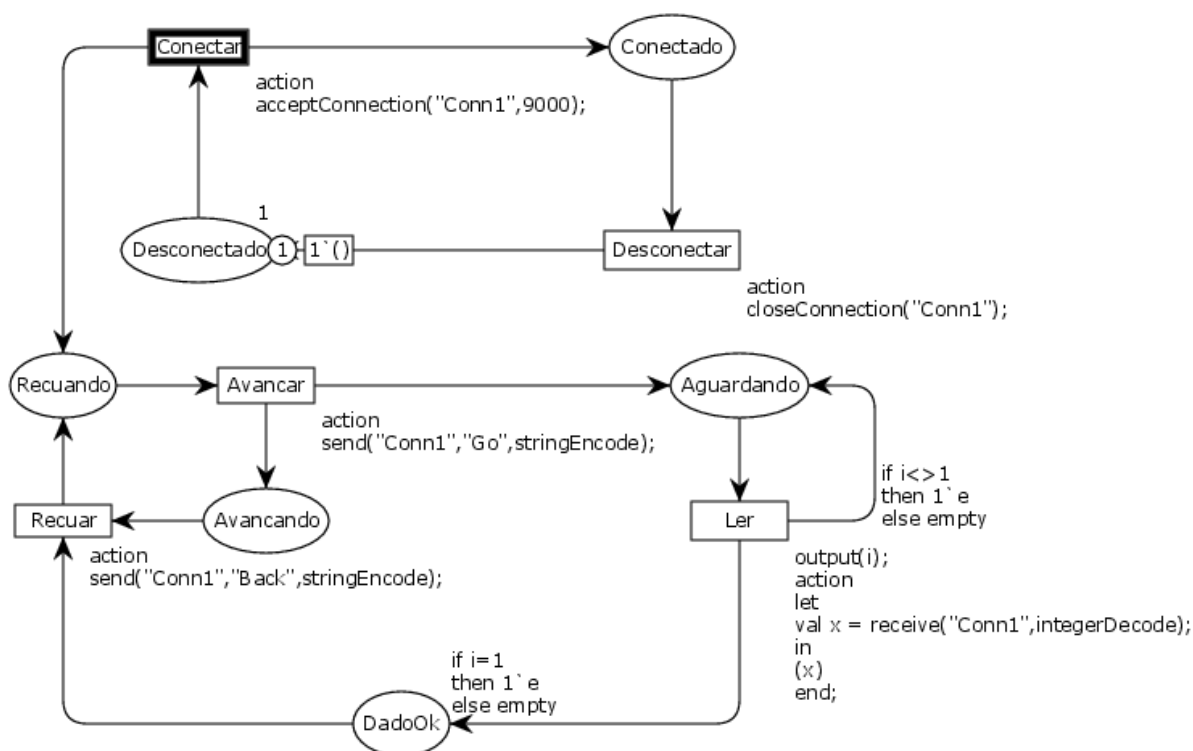 Conectar
Conectado
action
acceptConnection("Conn1",9000);
1
Desconectado
1
1`()
Desconectar
action
closeConnection("Conn1");
Recuando
Avancar
Aguardando
action
send("Conn1","Go",stringEncode);
if i<>1
then 1`e
else empty
Recuar
Avancando
Ler
action
send("Conn1","Back",stringEncode);
output(i);
action
let
val x = receive("Conn1",integerDecode);
in
(x)
end;
if i=1
then 1`e
else empty
DadoOk